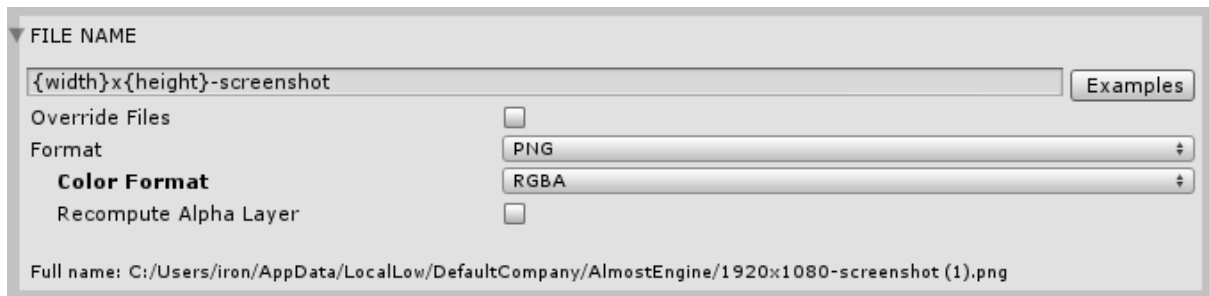 FILE NAME
{width}x{height}-screenshot Examples
Override Files
Format PNG
Color Format RGBA
Recompute Alpha Layer
Full name: C:/Users/iron/AppData/LocalLow/DefaultCompany/AlmostEngine/1920x1080-screenshot (1).png